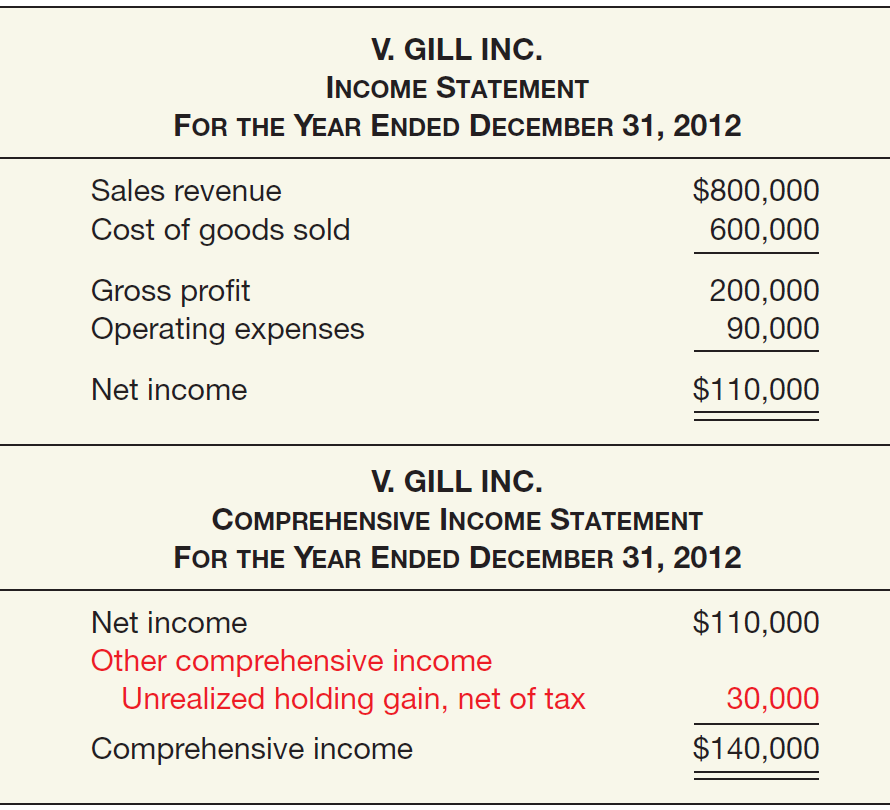 V. GILL INC.
INCOME STATEMENT
FOR THE YEAR ENDED DECEMBER 31, 2012
Sales revenue $800,000
Cost of goods sold 600,000
Gross profit 200,000
Operating expenses 90,000
Net income $110,000
V. GILL INC.
COMPREHENSIVE INCOME STATEMENT
FOR THE YEAR ENDED DECEMBER 31, 2012
Net income $110,000
Other comprehensive income
Unrealized holding gain, net of tax 30,000
Comprehensive income $140,000